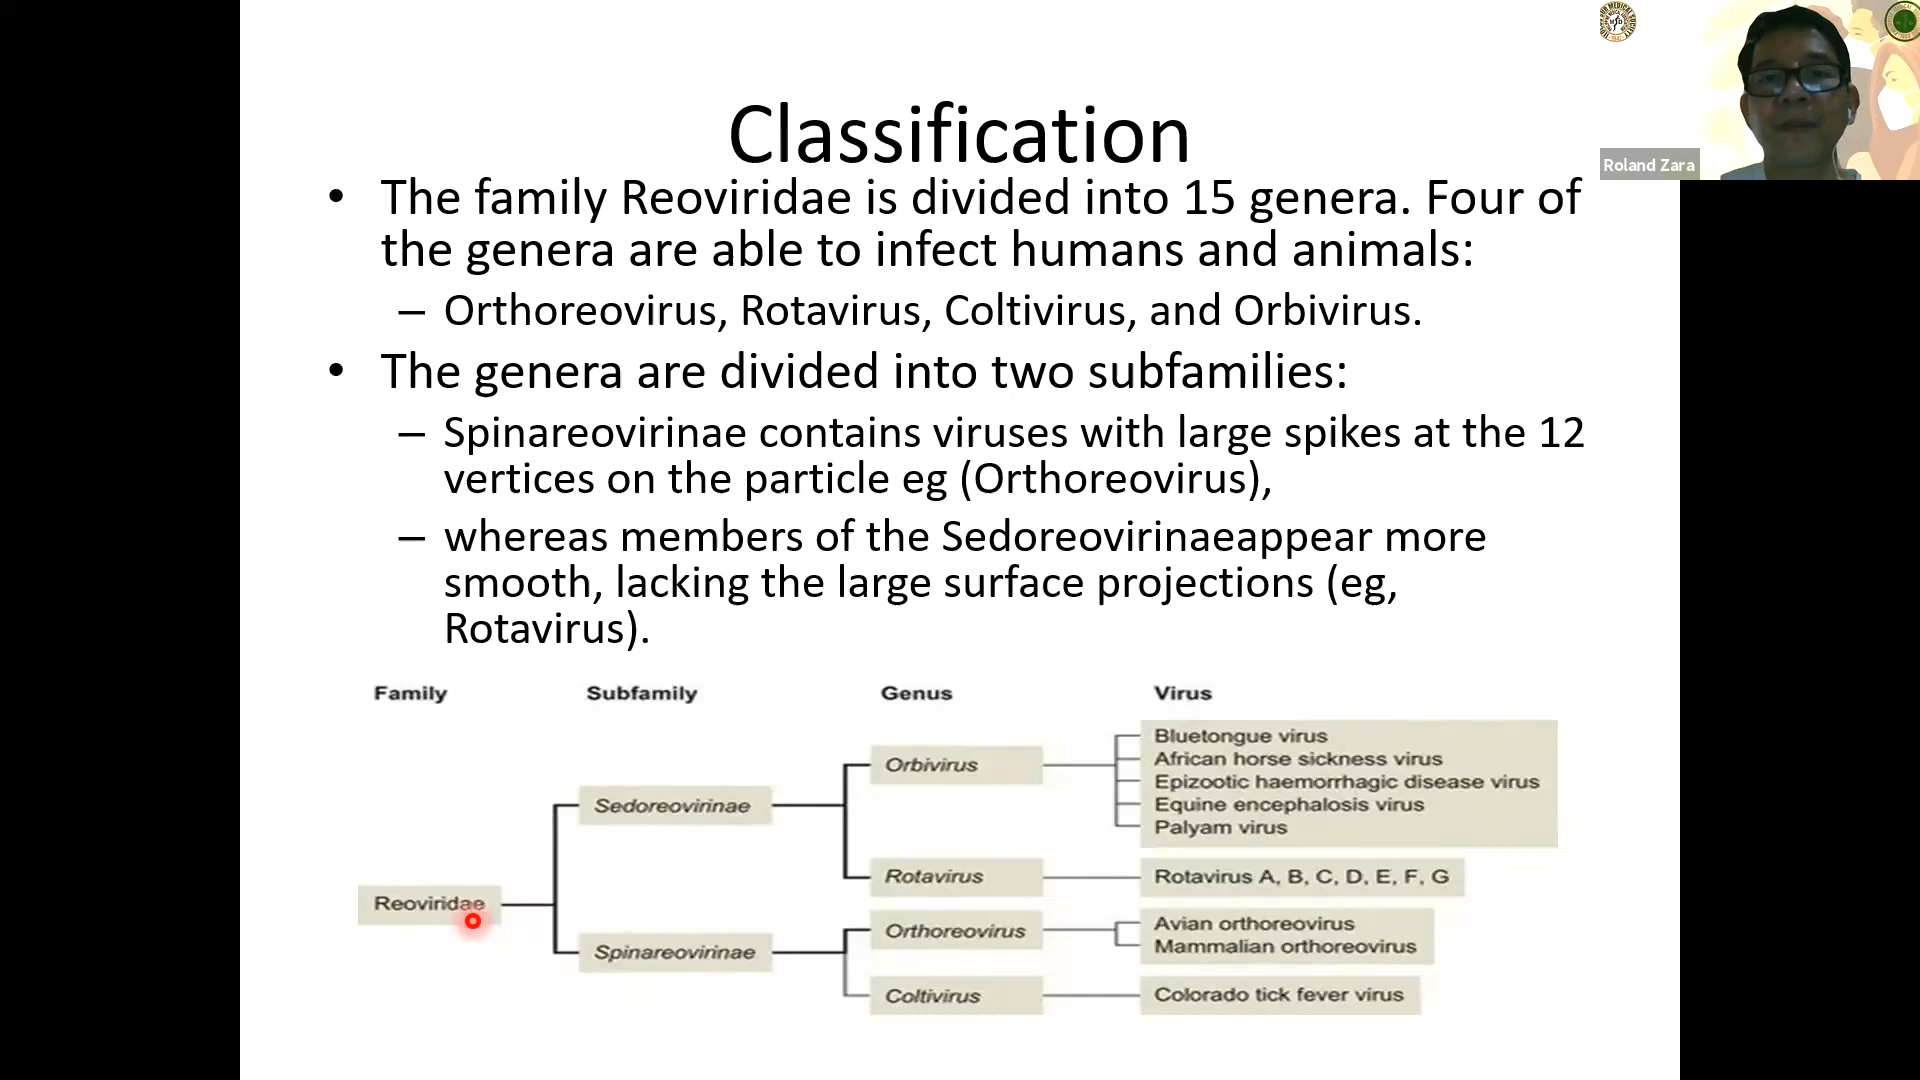 Classification
• The family Reoviridae is divided into 15 genera. Four of
the genera are able to infect humans and animals:
– Orthoreovirus, Rotavirus, Coltivirus, and Orbivirus.
• The genera are divided into two subfamilies:
– Spinareovirinae contains viruses with large spikes at the 12
vertices on the particle eg (Orthoreovirus),
– whereas members of the Sedoreovirinaeappear more
smooth, lacking the large surface projections (eg,
Rotavirus).
Roland Zara
Family Subfamily Genus Virus
Reoviridae
Sedoreovirinae
Orbivirus
Bluetongue virus
African horse sickness virus
Epizootic haemorrhagic disease virus
Equine encephalosis virus
Palyam virus
Rotavirus
Rotavirus A, B, C, D, E, F, G
Spinareovirinae
Orthoreovirus
Avian orthoreovirus
Mammalian orthoreovirus
Coltivirus
Colorado tick fever virus